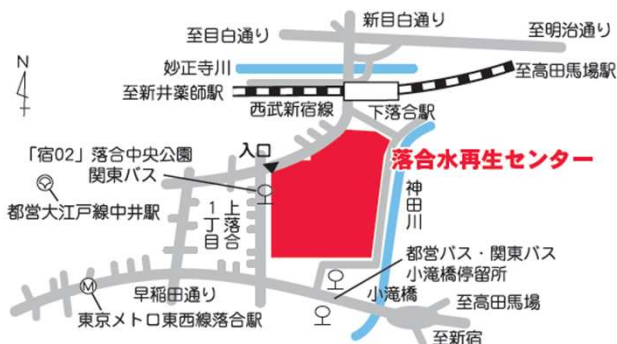 新目白通り
至目白通り
至明治通り
N
妙正寺川
至高田馬場駅
至新井薬師駅
西武新宿線
下落合駅
入口
「宿02」落合中央公園
関東バス
落合水再生センター
都営大江戸線中井駅
上落合
1丁目
神田川
都営バス・関東バス
小滝橋停留所
早稲田通り
小滝橋
至高田馬場
M
東京メトロ東西線落合駅
至新宿